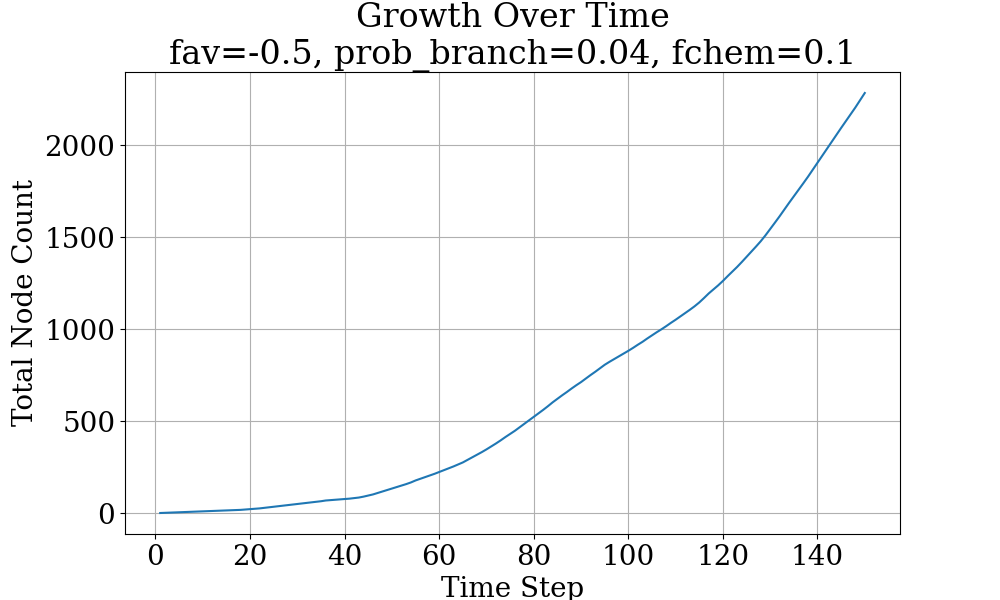 Growth Over Time
fav=-0.5, prob_branch=0.04, fchem=0.1
Total Node Count
2000
1500
1000
500
0
0 20 40 60 80 100 120 140
Time Step